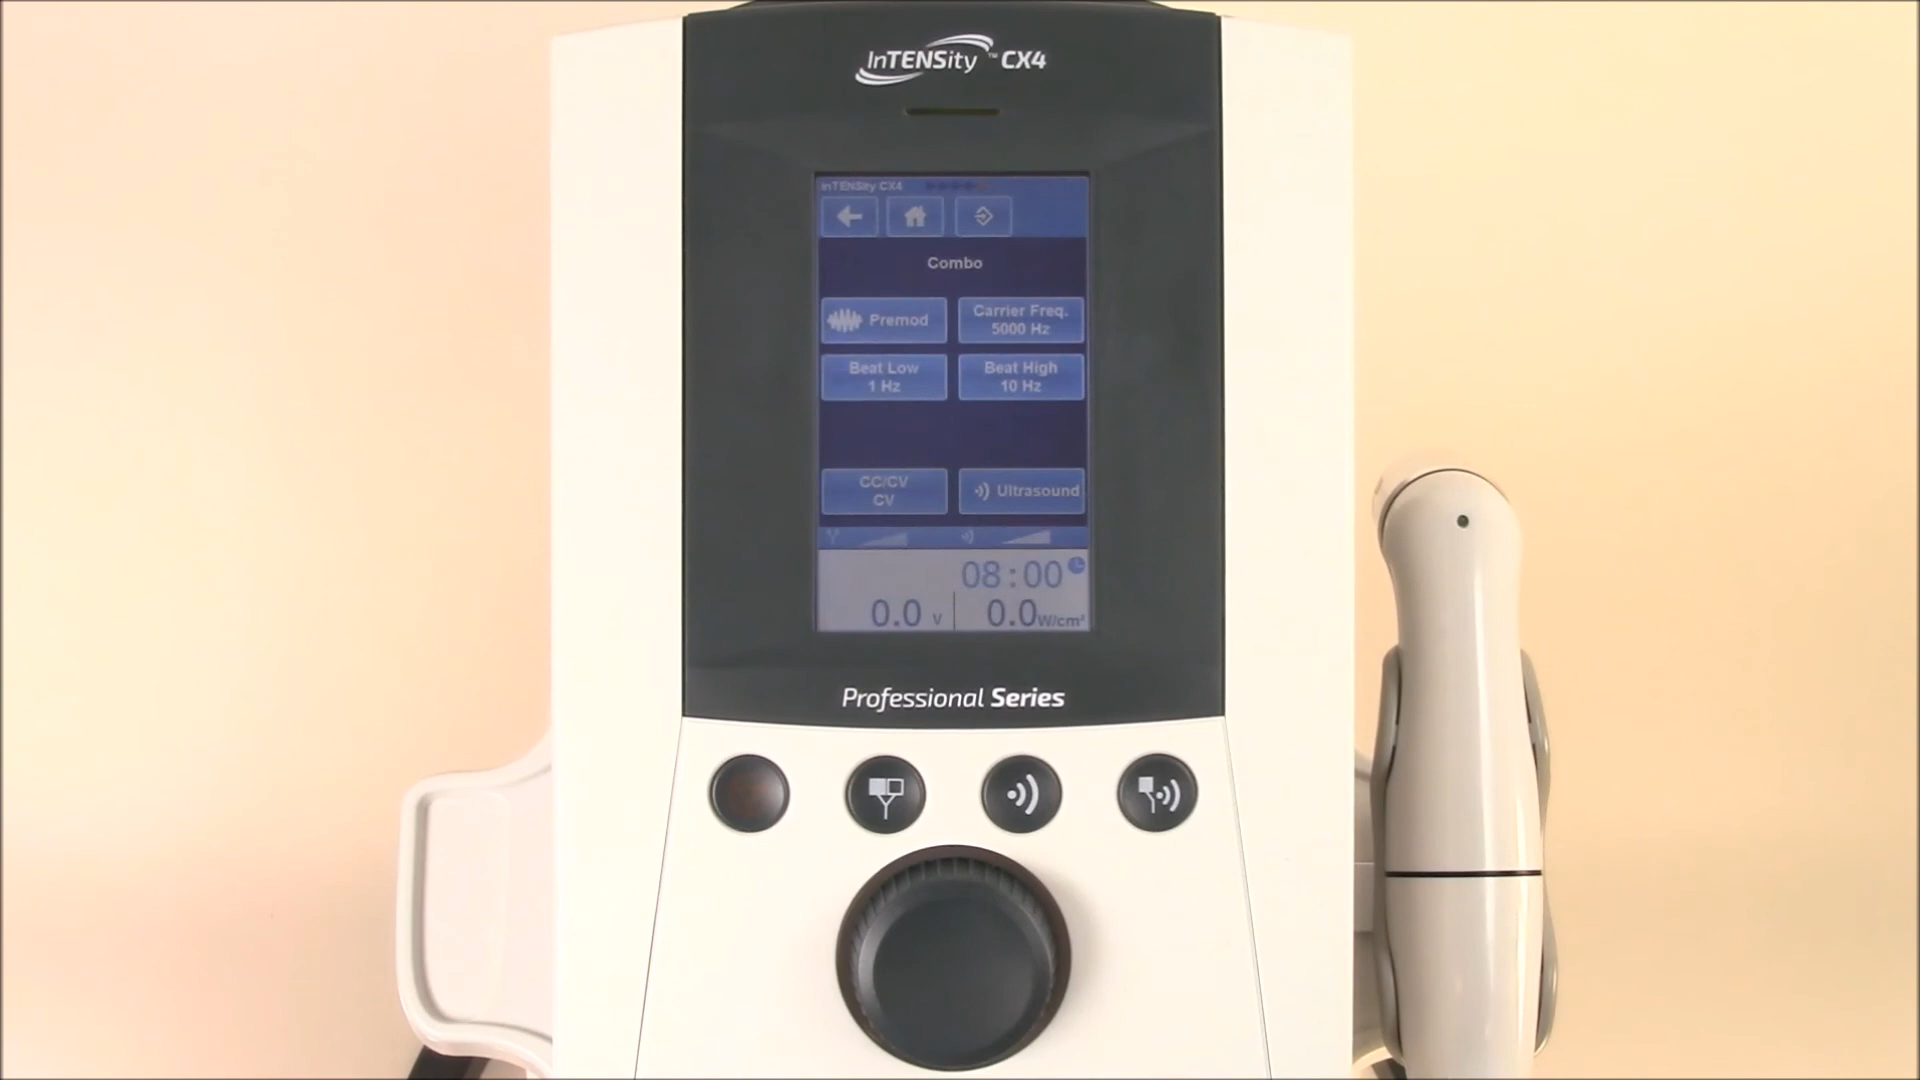 InTENSity™ CX4
InTENSity CX4
Combo
Premod
Carrier Freq.
5000 Hz
Beat Low
1 Hz
Beat High
10 Hz
CC/CV
CV
Ultrasound
08:00
0.0 V
0.0 W/cm²
Professional Series